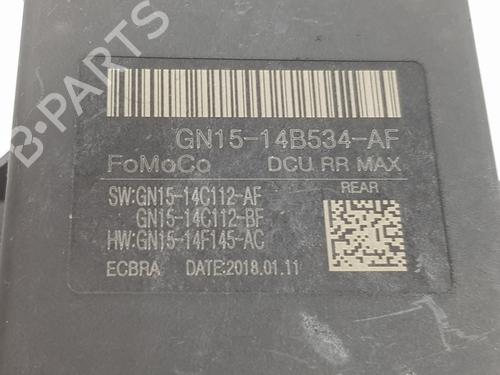 B-PARTS
GN15-14B534-AF
FoMoCo DCU RR MAX
SW:GN15-14C112-AF REAR
GN15-14C112-BF
HW:GN15-14F145-AC
ECBRA DATE:2018.01.11